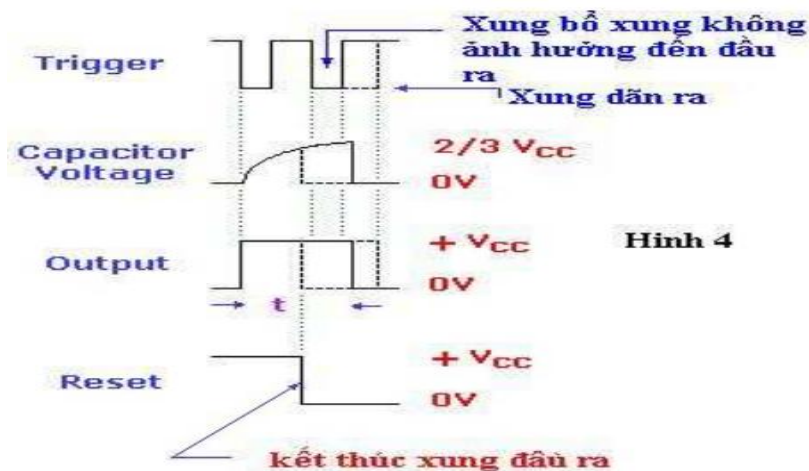 Xung bổ xung không
ảnh hưởng đến đầu
ra
Trigger
Xung dãn ra
Capacitor
Voltage
2/3 Vcc
0V
Output
+ Vcc
0V
Hình 4
t
Reset
+ Vcc
0V
kết thúc xung đâù ra